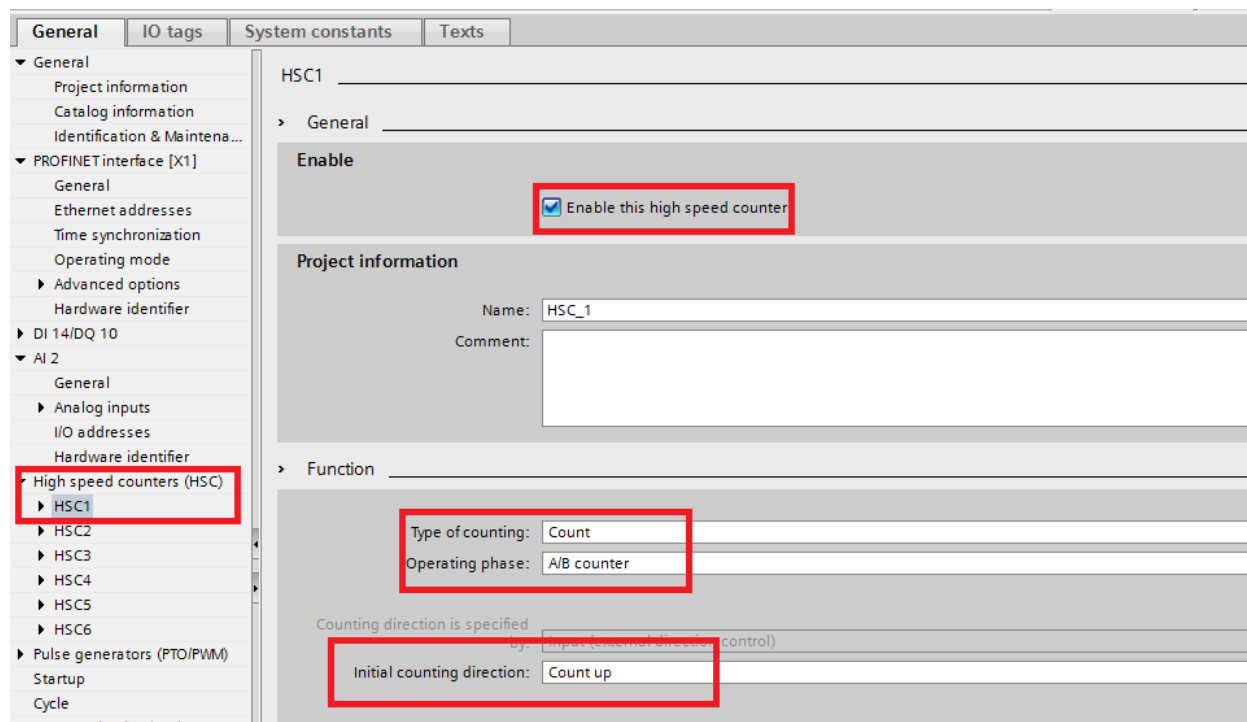 General IO tags System constants Texts
General
Project information
Catalog information
Identification & Maintena...
PROFINET interface [X1]
General
Ethernet addresses
Time synchronization
Operating mode
Advanced options
Hardware identifier
DI 14/DQ 10
AI 2
General
Analog inputs
I/O addresses
Hardware identifier
High speed counters (HSC)
HSC1
HSC2
HSC3
HSC4
HSC5
HSC6
Pulse generators (PTO/PWM)
Startup
Cycle
HSC1
General
Enable
Enable this high speed counter
Project information
Name: HSC_1
Comment:
Function
Type of counting: Count
Operating phase: A/B counter
Counting direction is specified
by: Input (external direction control)
Initial counting direction: Count up